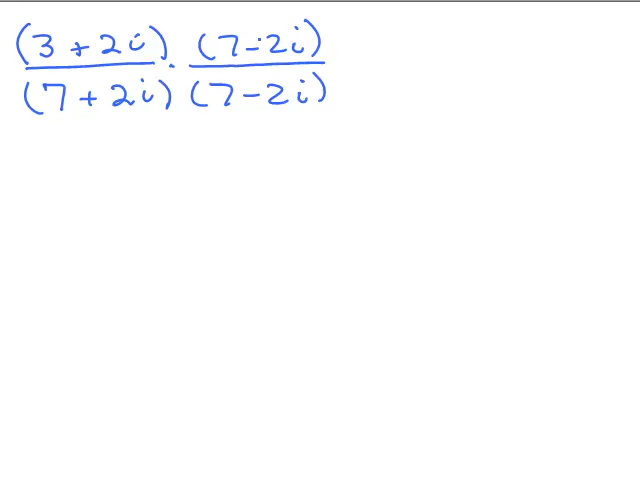 (3 + 2i) · (7 - 2i)
(7 + 2i) (7 - 2i)